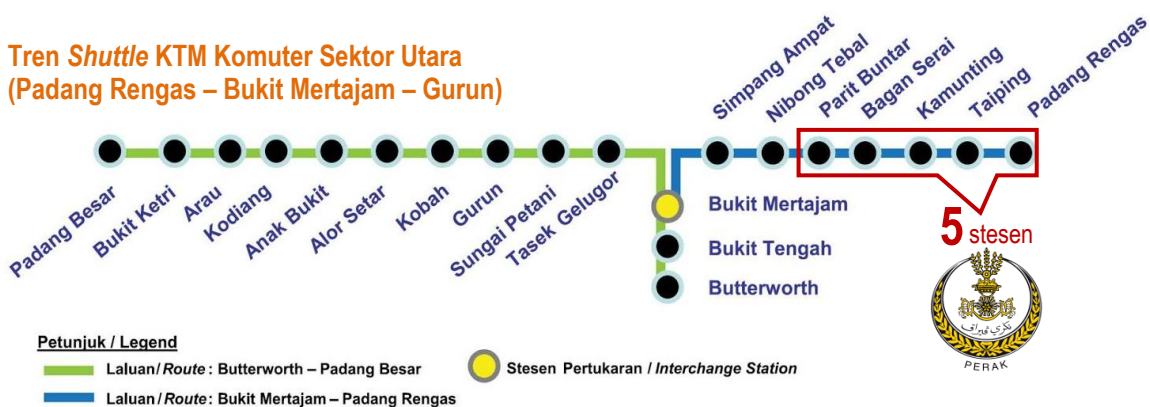 Tren Shuttle KTM Komuter Sektor Utara
(Padang Rengas – Bukit Mertajam – Gurun)
Simpang Ampat
Nibong Tebal
Parit Buntar
Bagan Serai
Kamunting
Taiping
Padang Rengas
Padang Besar
Bukit Ketri
Arau
Kodiang
Anak Bukit
Alor Setar
Kobah
Gurun
Sungai Petani
Tasek Gelugor
Bukit Mertajam
Bukit Tengah
Butterworth
5 stesen
نكري ڤيراق
PERAK
Petunjuk / Legend
Laluan/Route: Butterworth – Padang Besar
Stesen Pertukaran / Interchange Station
Laluan/Route: Bukit Mertajam – Padang Rengas